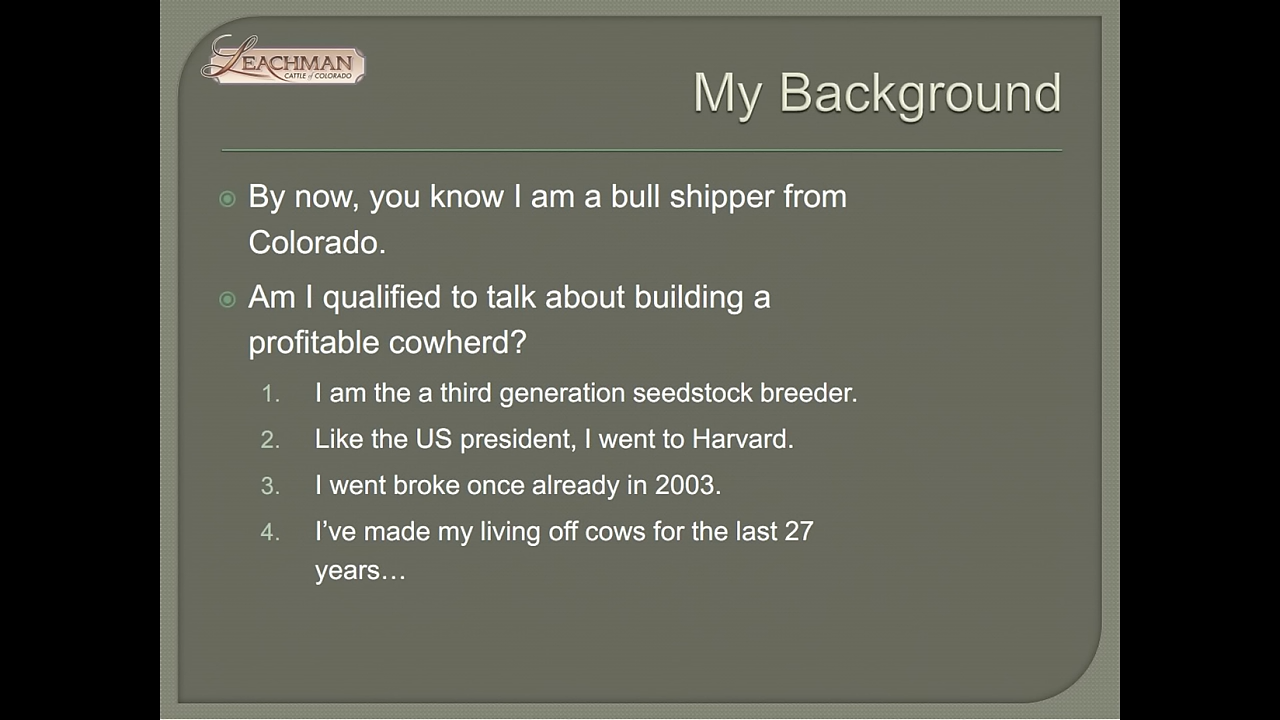 LEACHMAN
CATTLE of COLORADO
My Background
By now, you know I am a bull shipper from
Colorado.
Am I qualified to talk about building a
profitable cowherd?
1. I am the a third generation seedstock breeder.
2. Like the US president, I went to Harvard.
3. I went broke once already in 2003.
4. I’ve made my living off cows for the last 27
years…